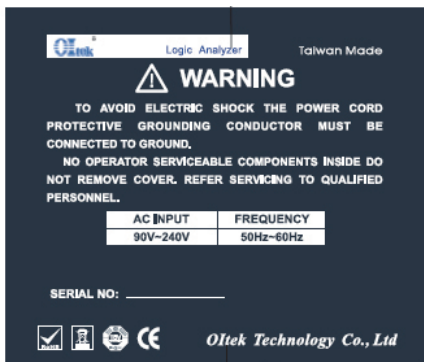 OItek Logic Analyzer Taiwan Made
WARNING
TO AVOID ELECTRIC SHOCK THE POWER CORD
PROTECTIVE GROUNDING CONDUCTOR MUST BE
CONNECTED TO GROUND.
NO OPERATOR SERVICEABLE COMPONENTS INSIDE DO
NOT REMOVE COVER. REFER SERVICING TO QUALIFIED
PERSONNEL.
AC INPUT FREQUENCY
90V~240V 50Hz~60Hz
SERIAL NO:
CE OItek Technology Co., Ltd